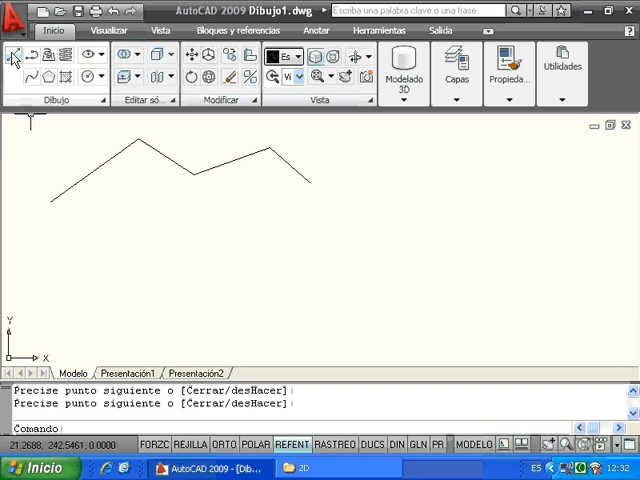 AutoCAD 2009 Dibujo1.dwg
Escriba una palabra clave o una frase
Inicio Visualizar Vista Bloques y referencias Anotar Herramientas Salida
Es
Vi
Modelado 3D
Capas
Propieda...
Utilidades
Dibujo Editar só... Modificar Vista
Y
X
Modelo Presentación1 Presentación2
Precise punto siguiente o [Cerrar/desHacer]
Precise punto siguiente o [Cerrar/desHacer]
Comando:
21.2688, 242.5461, 0.0000 FORZC REJILLA ORTO POLAR REFENT RASTREO DUCS DIN GLN PR MODELO
Inicio AutoCAD 2009 - [Dibu... 2D ES 12:32